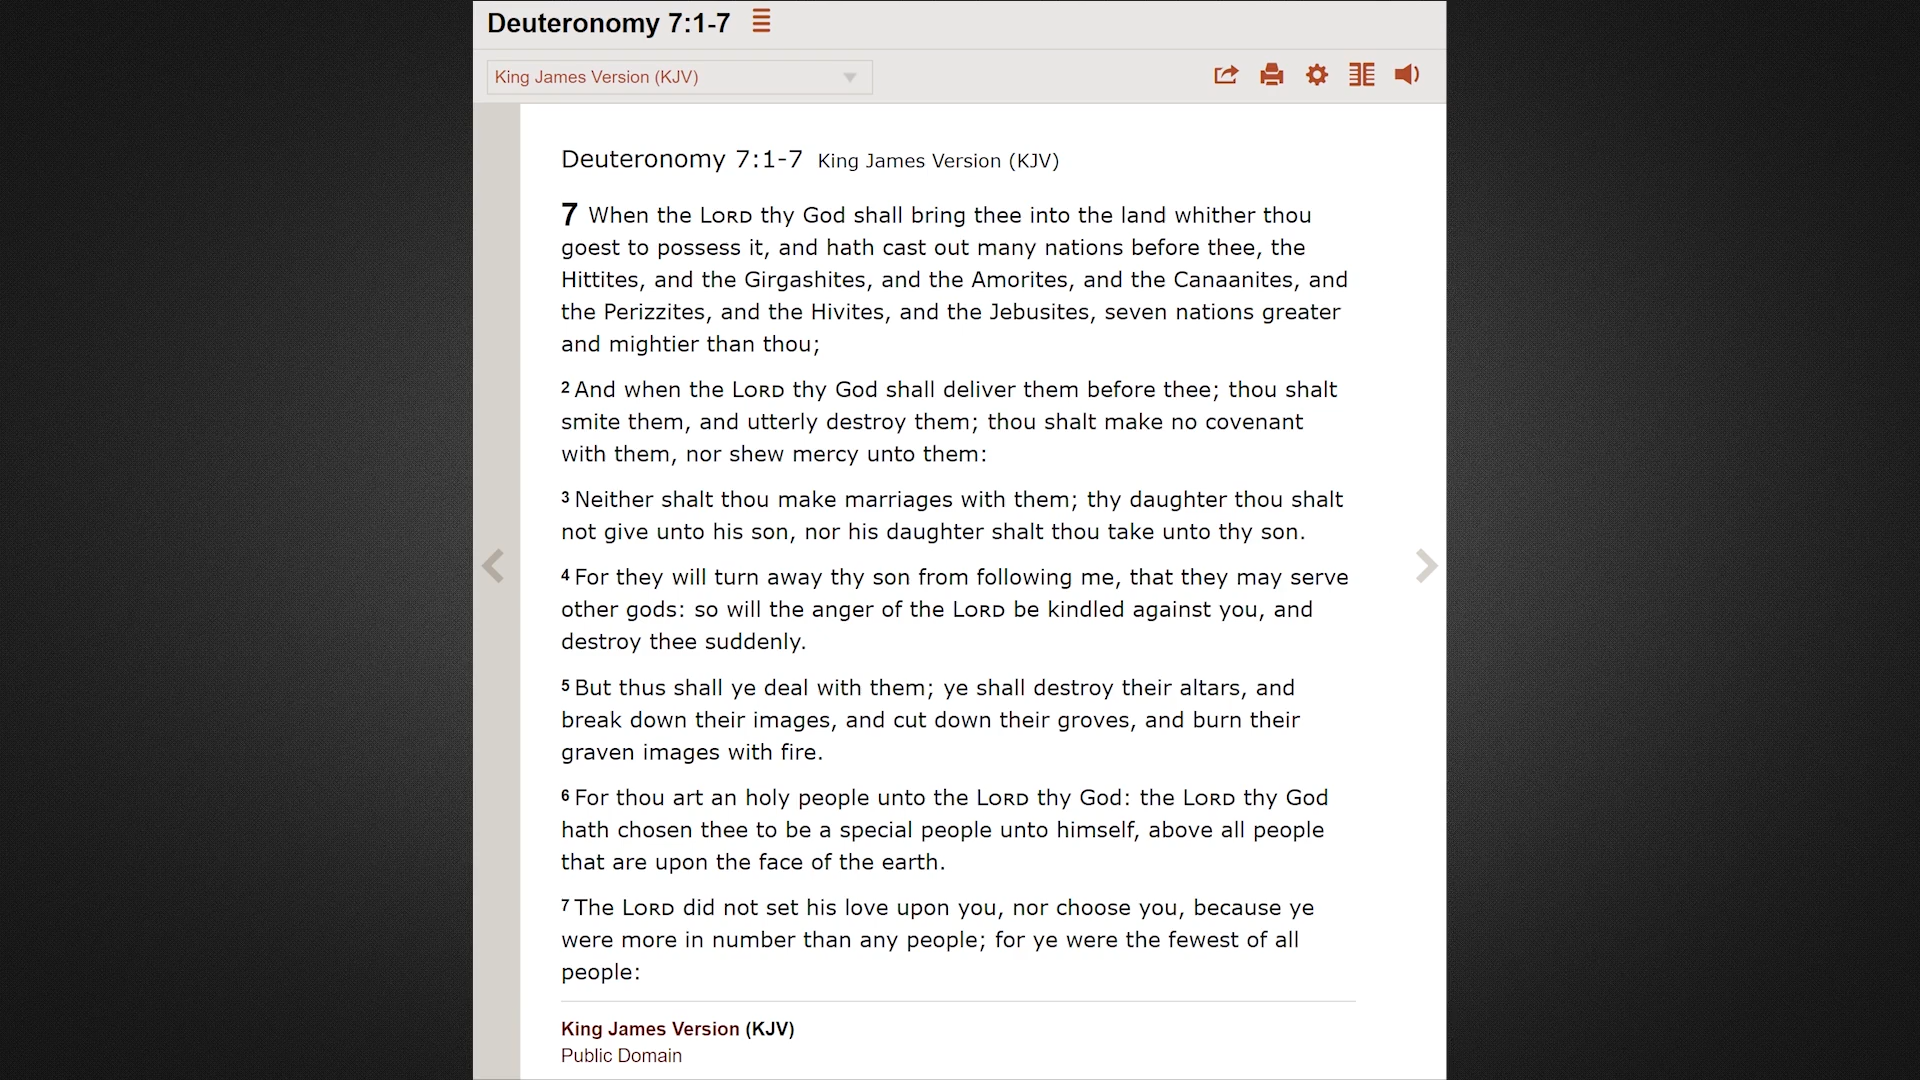 Deuteronomy 7:1-7
King James Version (KJV)
Deuteronomy 7:1-7 King James Version (KJV)
7 When the LORD thy God shall bring thee into the land whither thou
goest to possess it, and hath cast out many nations before thee, the
Hittites, and the Girgashites, and the Amorites, and the Canaanites, and
the Perizzites, and the Hivites, and the Jebusites, seven nations greater
and mightier than thou;
2 And when the LORD thy God shall deliver them before thee; thou shalt
smite them, and utterly destroy them; thou shalt make no covenant
with them, nor shew mercy unto them:
3 Neither shalt thou make marriages with them; thy daughter thou shalt
not give unto his son, nor his daughter shalt thou take unto thy son.
4 For they will turn away thy son from following me, that they may serve
other gods: so will the anger of the LORD be kindled against you, and
destroy thee suddenly.
5 But thus shall ye deal with them; ye shall destroy their altars, and
break down their images, and cut down their groves, and burn their
graven images with fire.
6 For thou art an holy people unto the LORD thy God: the LORD thy God
hath chosen thee to be a special people unto himself, above all people
that are upon the face of the earth.
7 The LORD did not set his love upon you, nor choose you, because ye
were more in number than any people; for ye were the fewest of all
people:
King James Version (KJV)
Public Domain